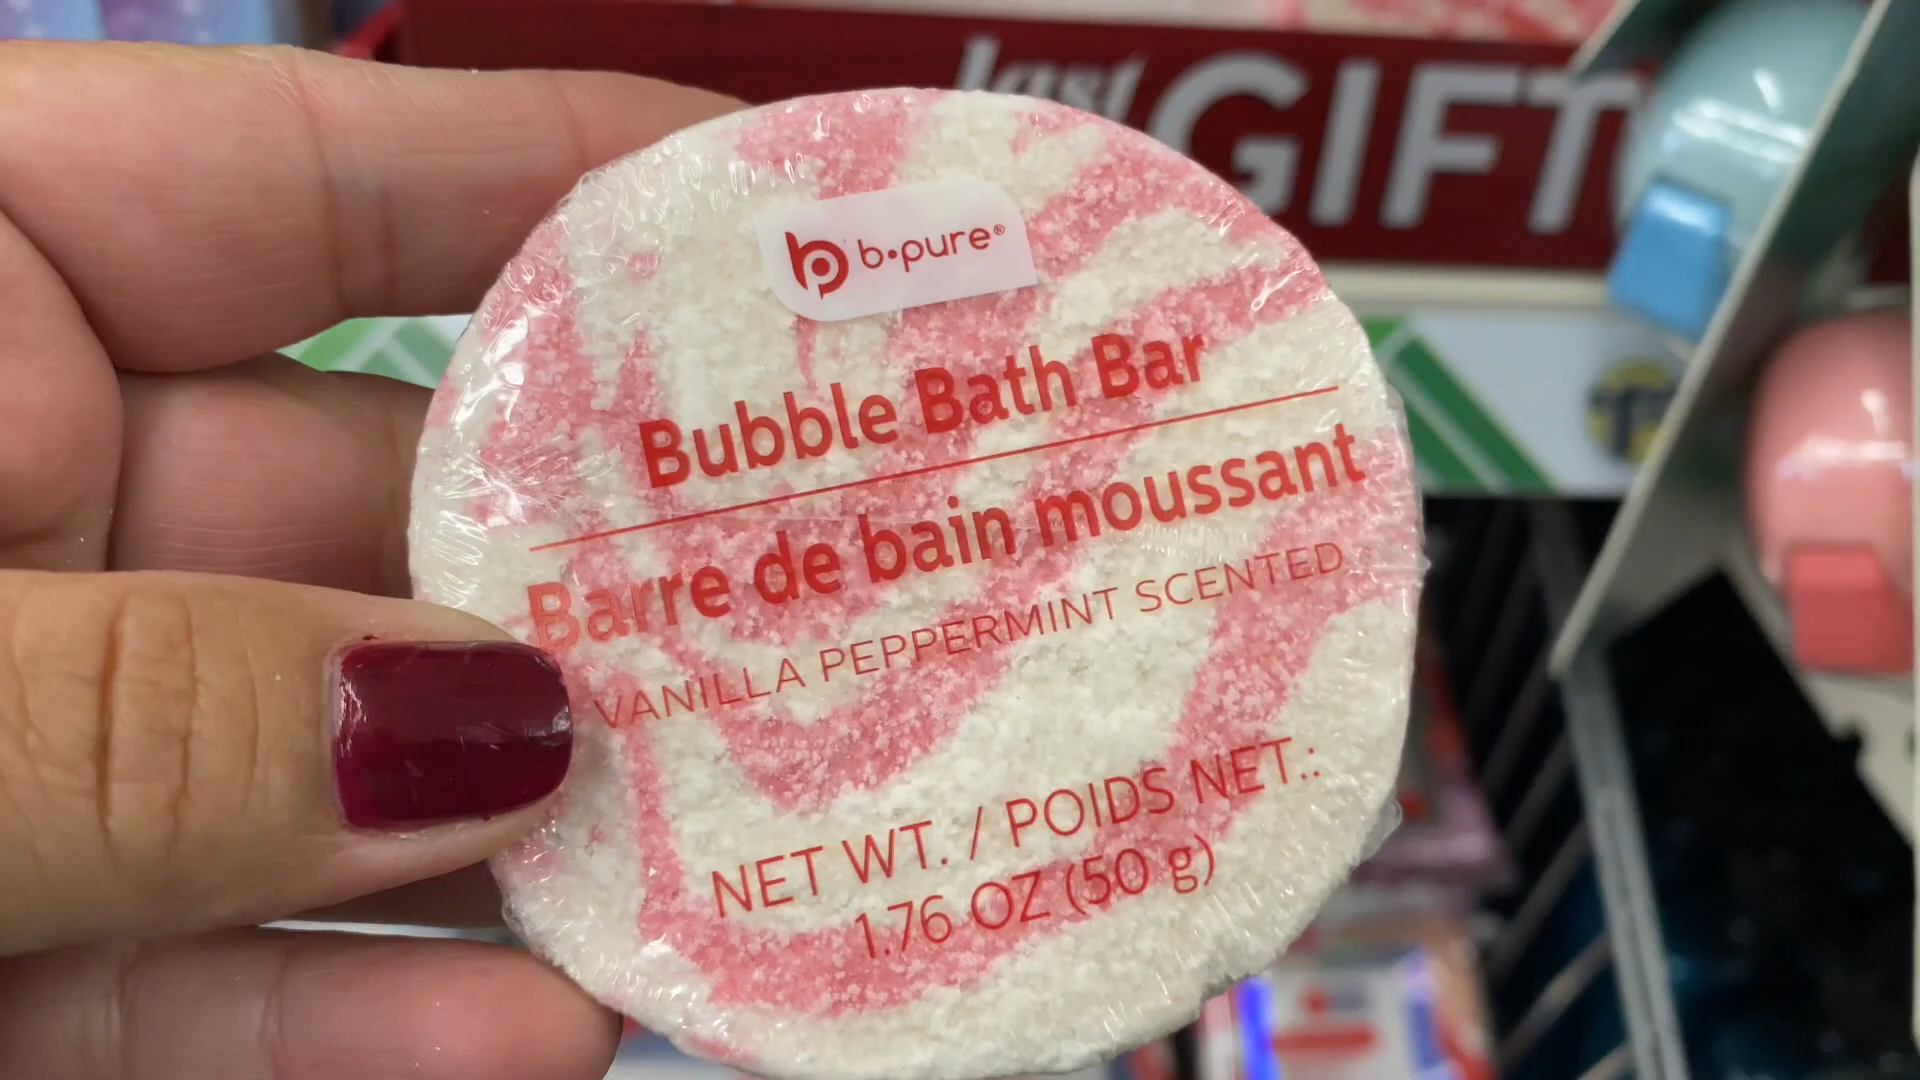 last
GIFT
b•pure®
Bubble Bath Bar
Barre de bain moussant
VANILLA PEPPERMINT SCENTED
NET WT. / POIDS NET.:
1.76 OZ (50 g)